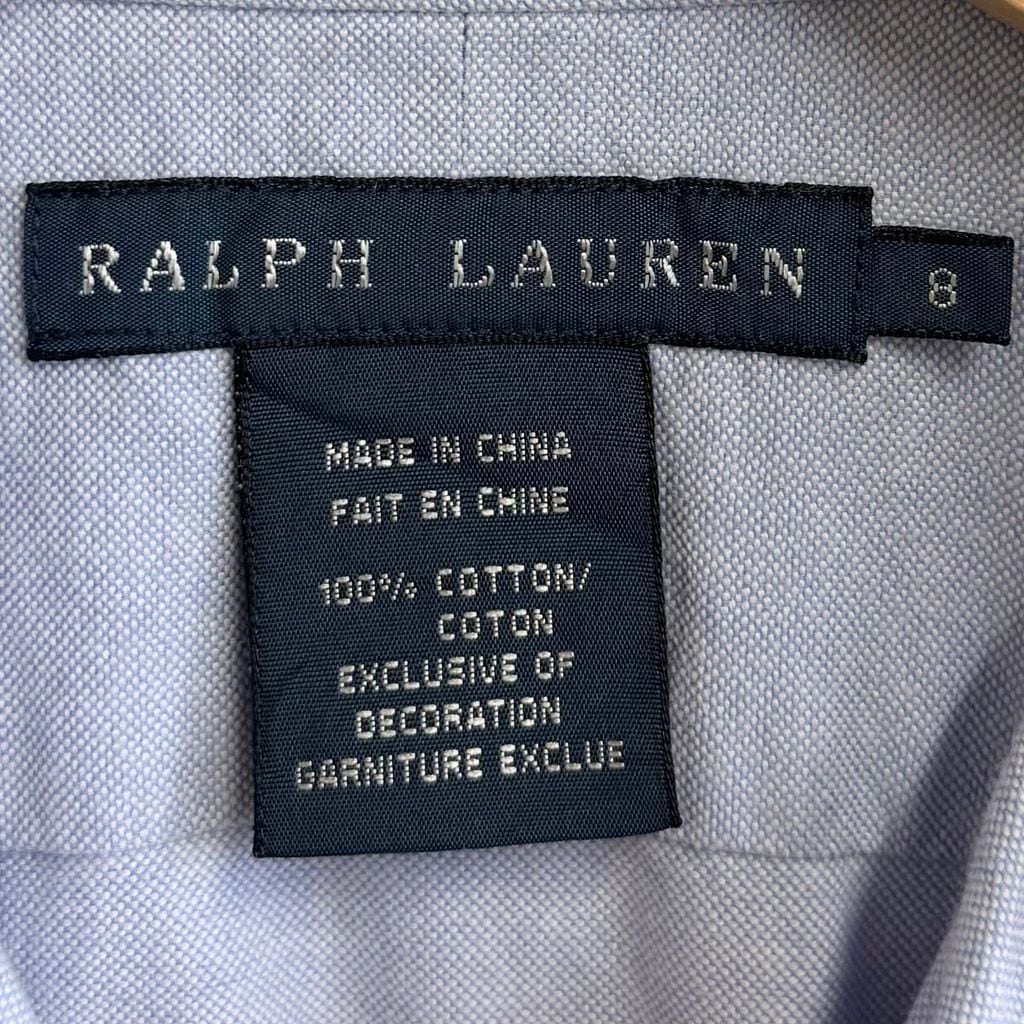 RALPH LAUREN 8
MADE IN CHINA
FAIT EN CHINE
100% COTTON/
COTON
EXCLUSIVE OF
DECORATION
GARNITURE EXCLUE